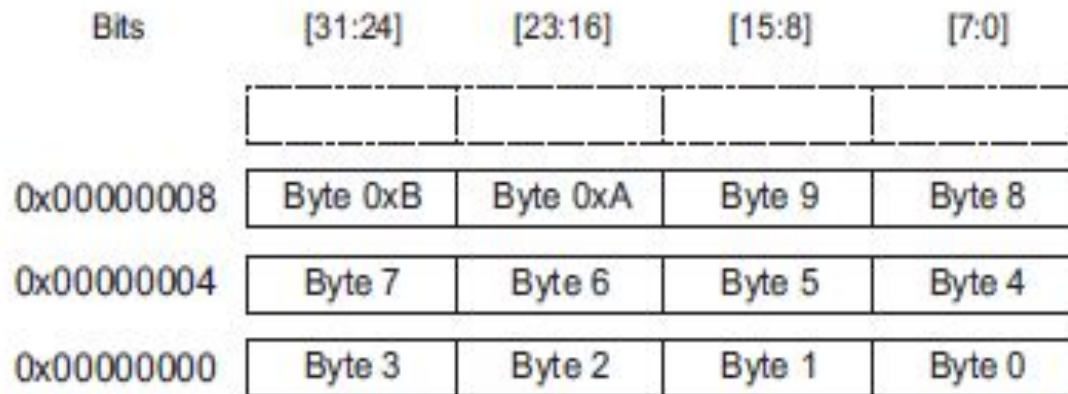 Bits [31:24] [23:16] [15:8] [7:0]
0x00000008 Byte 0xB Byte 0xA Byte 9 Byte 8
0x00000004 Byte 7 Byte 6 Byte 5 Byte 4
0x00000000 Byte 3 Byte 2 Byte 1 Byte 0